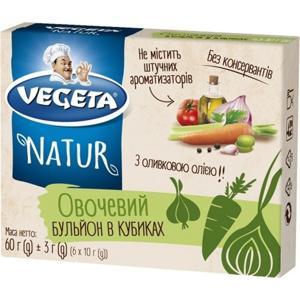 VEGETA
NATUR
Не містить
штучних
ароматизаторів
Без консервантів
З оливковою олією!!
Овочевий
БУЛЬЙОН В КУБИКАХ
Маса нетто:
60 г (g) ± 3 г (g) (6 x 10 г (g))